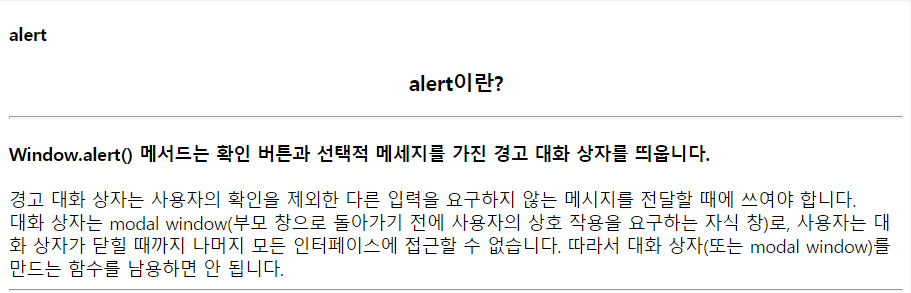 alert
alert이란?
Window.alert() 메서드는 확인 버튼과 선택적 메세지를 가진 경고 대화 상자를 띄웁니다.
경고 대화 상자는 사용자의 확인을 제외한 다른 입력을 요구하지 않는 메시지를 전달할 때에 쓰여야 합니다.
대화 상자는 modal window(부모 창으로 돌아가기 전에 사용자의 상호 작용을 요구하는 자식 창)로, 사용자는 대
화 상자가 닫힐 때까지 나머지 모든 인터페이스에 접근할 수 없습니다. 따라서 대화 상자(또는 modal window)를
만드는 함수를 남용하면 안 됩니다.